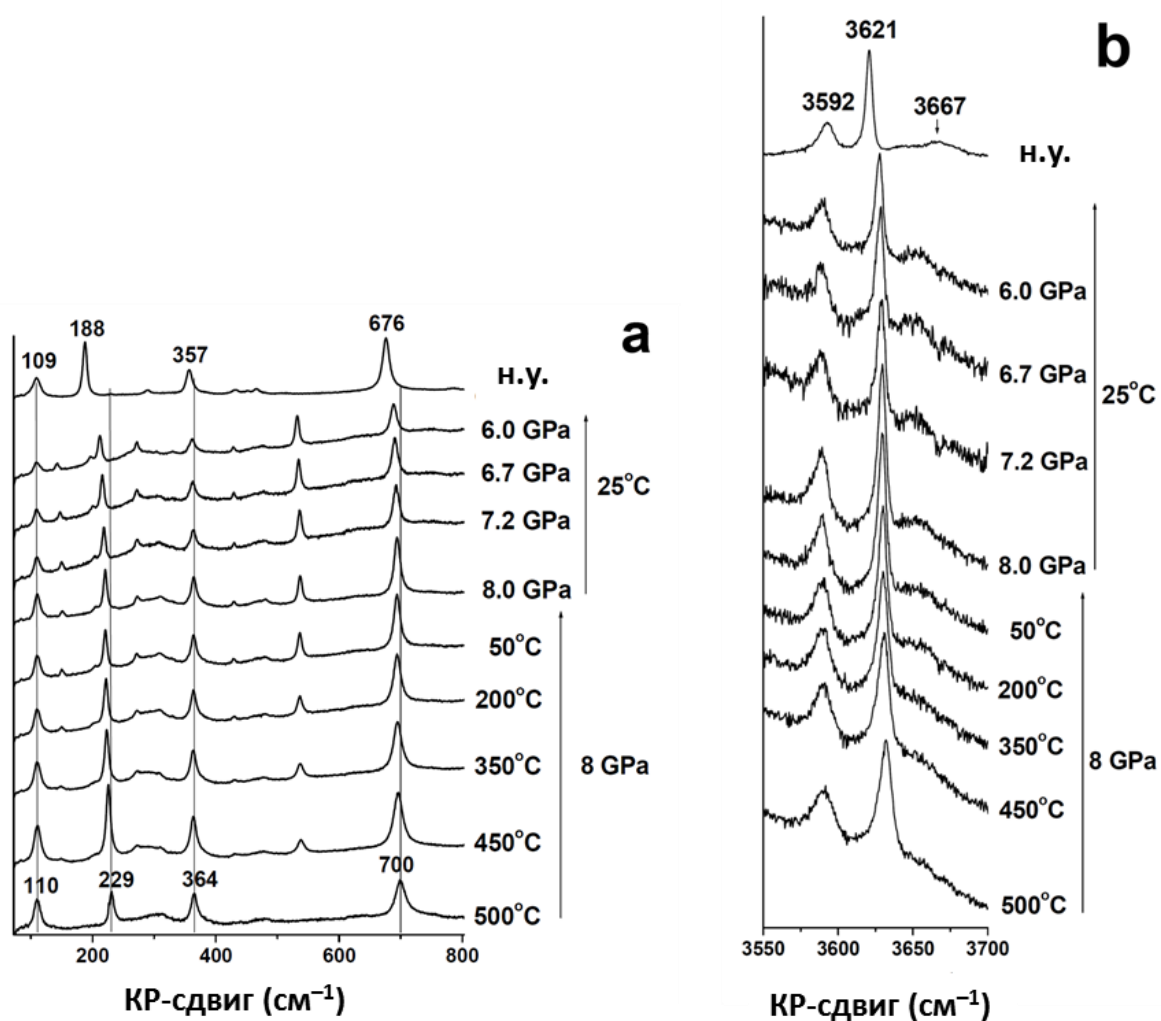 a
109
188
357
676
н.у.
6.0 GPa
6.7 GPa
7.2 GPa
8.0 GPa
25°C
50°C
200°C
350°C
450°C
500°C
8 GPa
110
229
364
700
200
400
600
800
КР-сдвиг (см⁻¹)
b
3621
3592
3667
н.у.
6.0 GPa
6.7 GPa
7.2 GPa
8.0 GPa
25°C
50°C
200°C
350°C
450°C
500°C
8 GPa
3550
3600
3650
3700
КР-сдвиг (см⁻¹)